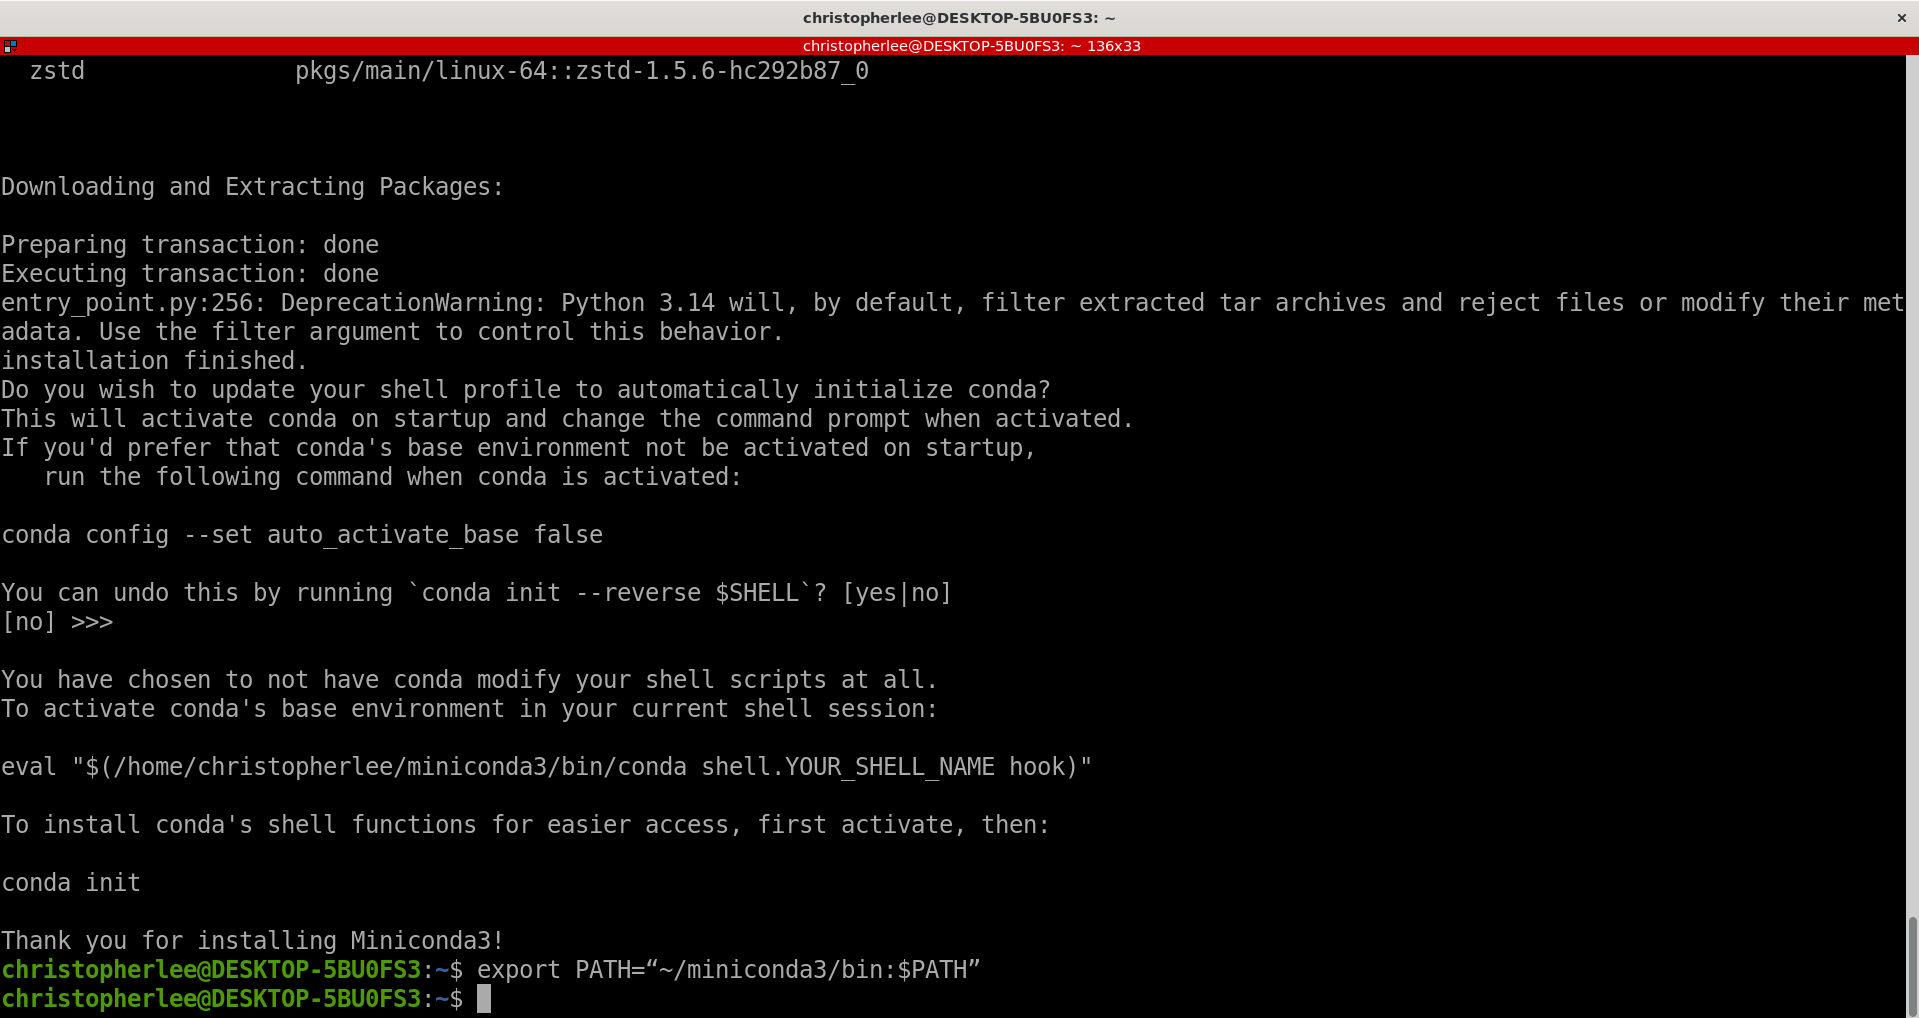 christopherlee@DESKTOP-5BU0FS3: ~
×
christopherlee@DESKTOP-5BU0FS3: ~ 136x33
  zstd               pkgs/main/linux-64::zstd-1.5.6-hc292b87_0
Downloading and Extracting Packages:
Preparing transaction: done
Executing transaction: done
entry_point.py:256: DeprecationWarning: Python 3.14 will, by default, filter extracted tar archives and reject files or modify their met
adata. Use the filter argument to control this behavior.
installation finished.
Do you wish to update your shell profile to automatically initialize conda?
This will activate conda on startup and change the command prompt when activated.
If you'd prefer that conda's base environment not be activated on startup,
   run the following command when conda is activated:
conda config --set auto_activate_base false
You can undo this by running `conda init --reverse $SHELL`? [yes|no]
[no] >>>
You have chosen to not have conda modify your shell scripts at all.
To activate conda's base environment in your current shell session:
eval "$(/home/christopherlee/miniconda3/bin/conda shell.YOUR_SHELL_NAME hook)"
To install conda's shell functions for easier access, first activate, then:
conda init
Thank you for installing Miniconda3!
christopherlee@DESKTOP-5BU0FS3:~$ export PATH=“~/miniconda3/bin:$PATH”
christopherlee@DESKTOP-5BU0FS3:~$